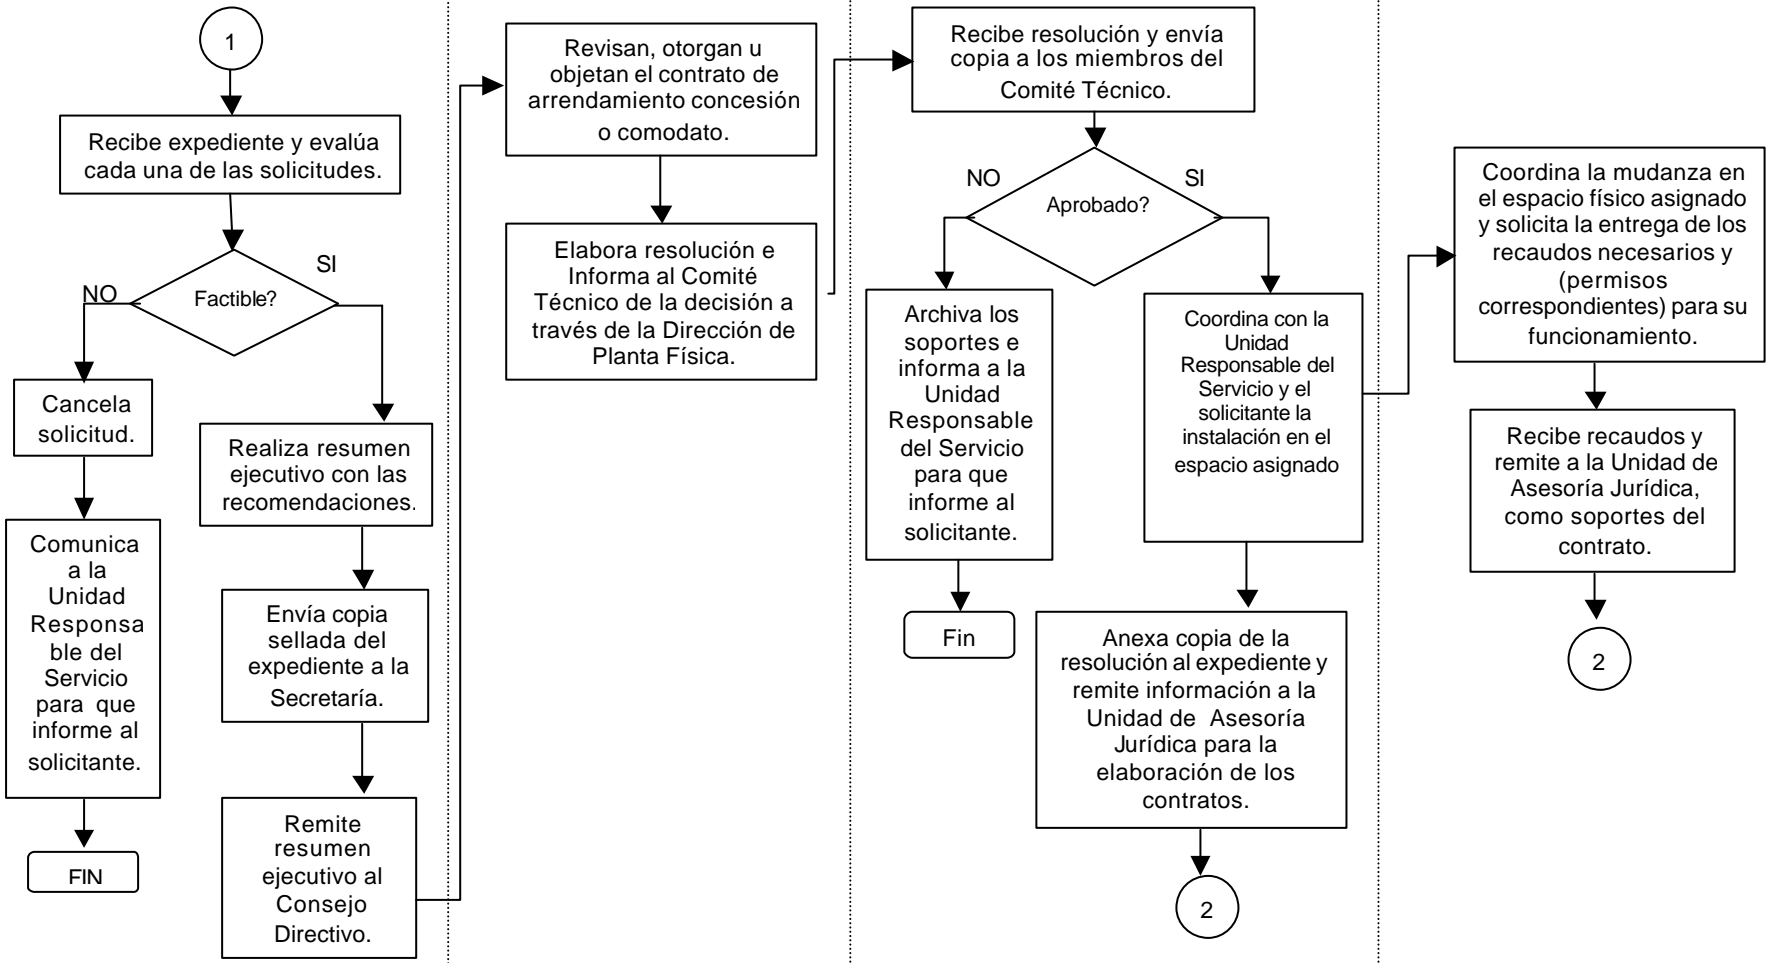 1
Recibe expediente y evalúa
cada una de las solicitudes.
Factible?
NO
SI
Cancela
solicitud.
Comunica
a la
Unidad
Responsa
ble del
Servicio
para que
informe al
solicitante.
FIN
Realiza resumen
ejecutivo con las
recomendaciones.
Envía copia
sellada del
expediente a la
Secretaría.
Remite
resumen
ejecutivo al
Consejo
Directivo.
Revisan, otorgan u
objetan el contrato de
arrendamiento concesión
o comodato.
Elabora resolución e
Informa al Comité
Técnico de la decisión a
través de la Dirección de
Planta Física.
Recibe resolución y envía
copia a los miembros del
Comité Técnico.
Aprobado?
NO
SI
Archiva los
soportes e
informa a la
Unidad
Responsable
del Servicio
para que
informe al
solicitante.
Fin
Coordina con la
Unidad
Responsable del
Servicio y el
solicitante la
instalación en el
espacio asignado
Anexa copia de la
resolución al expediente y
remite información a la
Unidad de Asesoría
Jurídica para la
elaboración de los
contratos.
2
Coordina la mudanza en
el espacio físico asignado
y solicita la entrega de los
recaudos necesarios y
(permisos
correspondientes) para su
funcionamiento.
Recibe recaudos y
remite a la Unidad de
Asesoría Jurídica,
como soportes del
contrato.
2